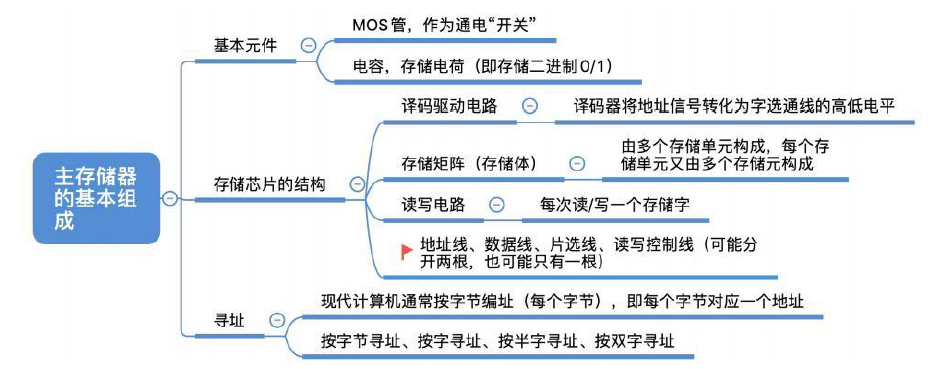 MOS管，作为通电“开关”
基本元件
电容，存储电荷（即存储二进制0/1）
译码驱动电路
译码器将地址信号转化为字选通线的高低电平
主存储器
的基本组
成
存储芯片的结构
存储矩阵（存储体）
由多个存储单元构成，每个存
储单元又由多个存储元构成
读写电路
每次读/写一个存储字
地址线、数据线、片选线、读写控制线（可能分
开两根，也可能只有一根）
寻址
现代计算机通常按字节编址（每个字节），即每个字节对应一个地址
按字节寻址、按字寻址、按半字寻址、按双字寻址